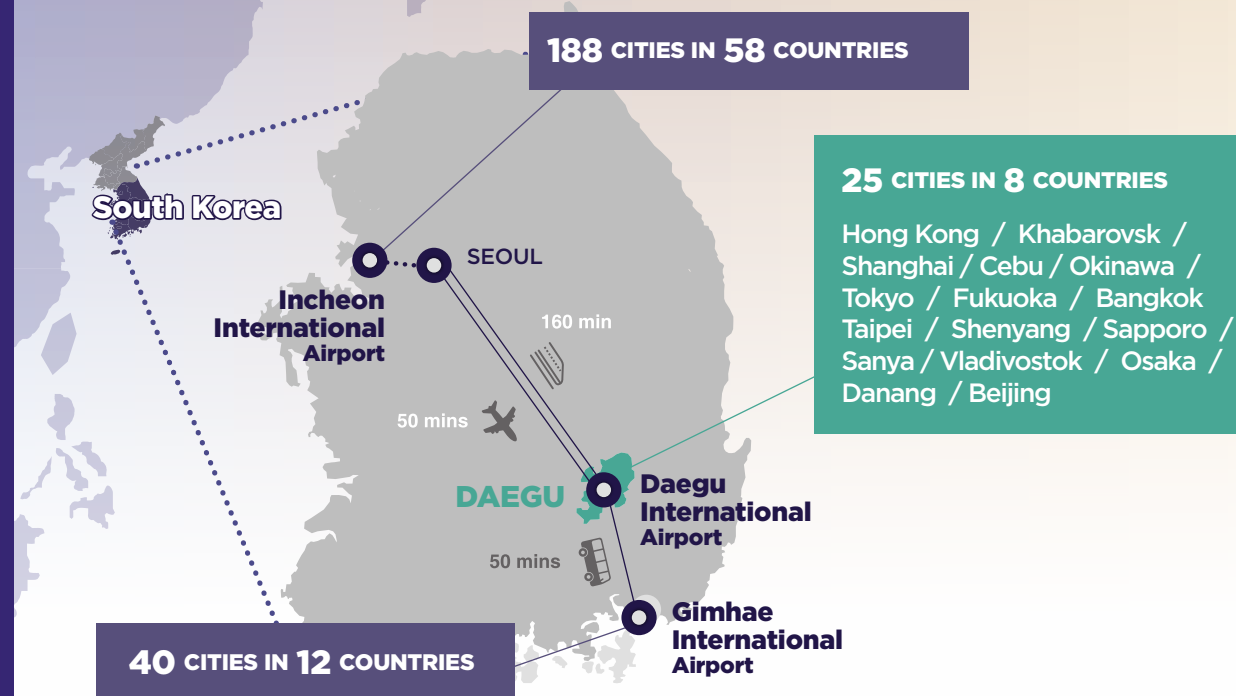 188 CITIES IN 58 COUNTRIES
25 CITIES IN 8 COUNTRIES
Hong Kong / Khabarovsk /
Shanghai / Cebu / Okinawa /
Tokyo / Fukuoka / Bangkok
Taipei / Shenyang / Sapporo /
Sanya / Vladivostok / Osaka /
Danang / Beijing
South Korea
SEOUL
Incheon
International
Airport
160 min
50 mins
DAEGU
Daegu
International
Airport
50 mins
Gimhae
International
Airport
40 CITIES IN 12 COUNTRIES